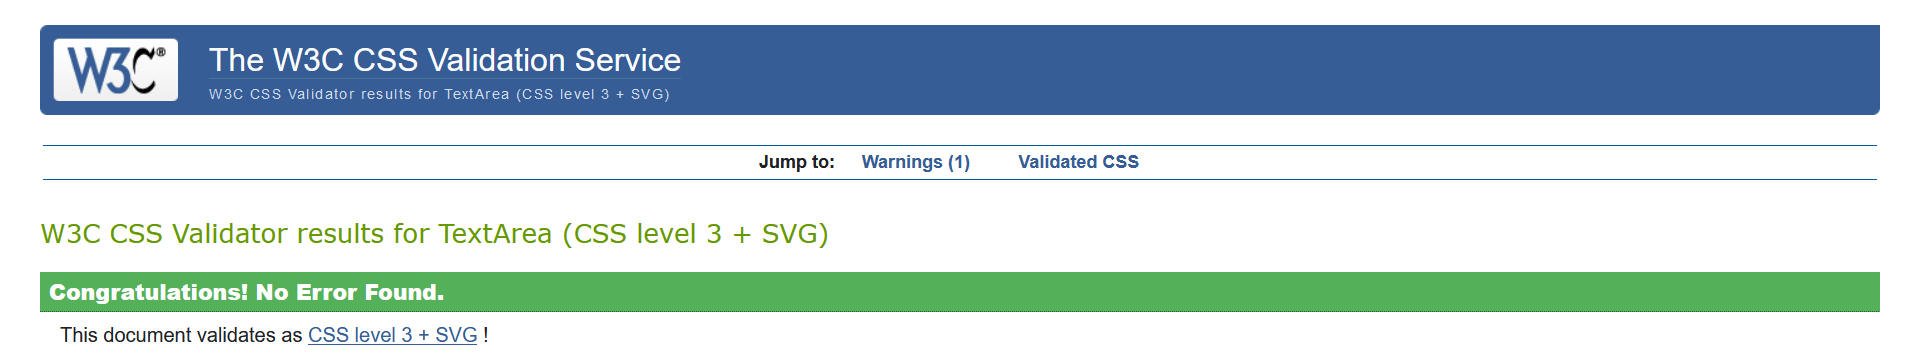 W3C®
The W3C CSS Validation Service
W3C CSS Validator results for TextArea (CSS level 3 + SVG)
Jump to: Warnings (1) Validated CSS
W3C CSS Validator results for TextArea (CSS level 3 + SVG)
Congratulations! No Error Found.
This document validates as CSS level 3 + SVG !